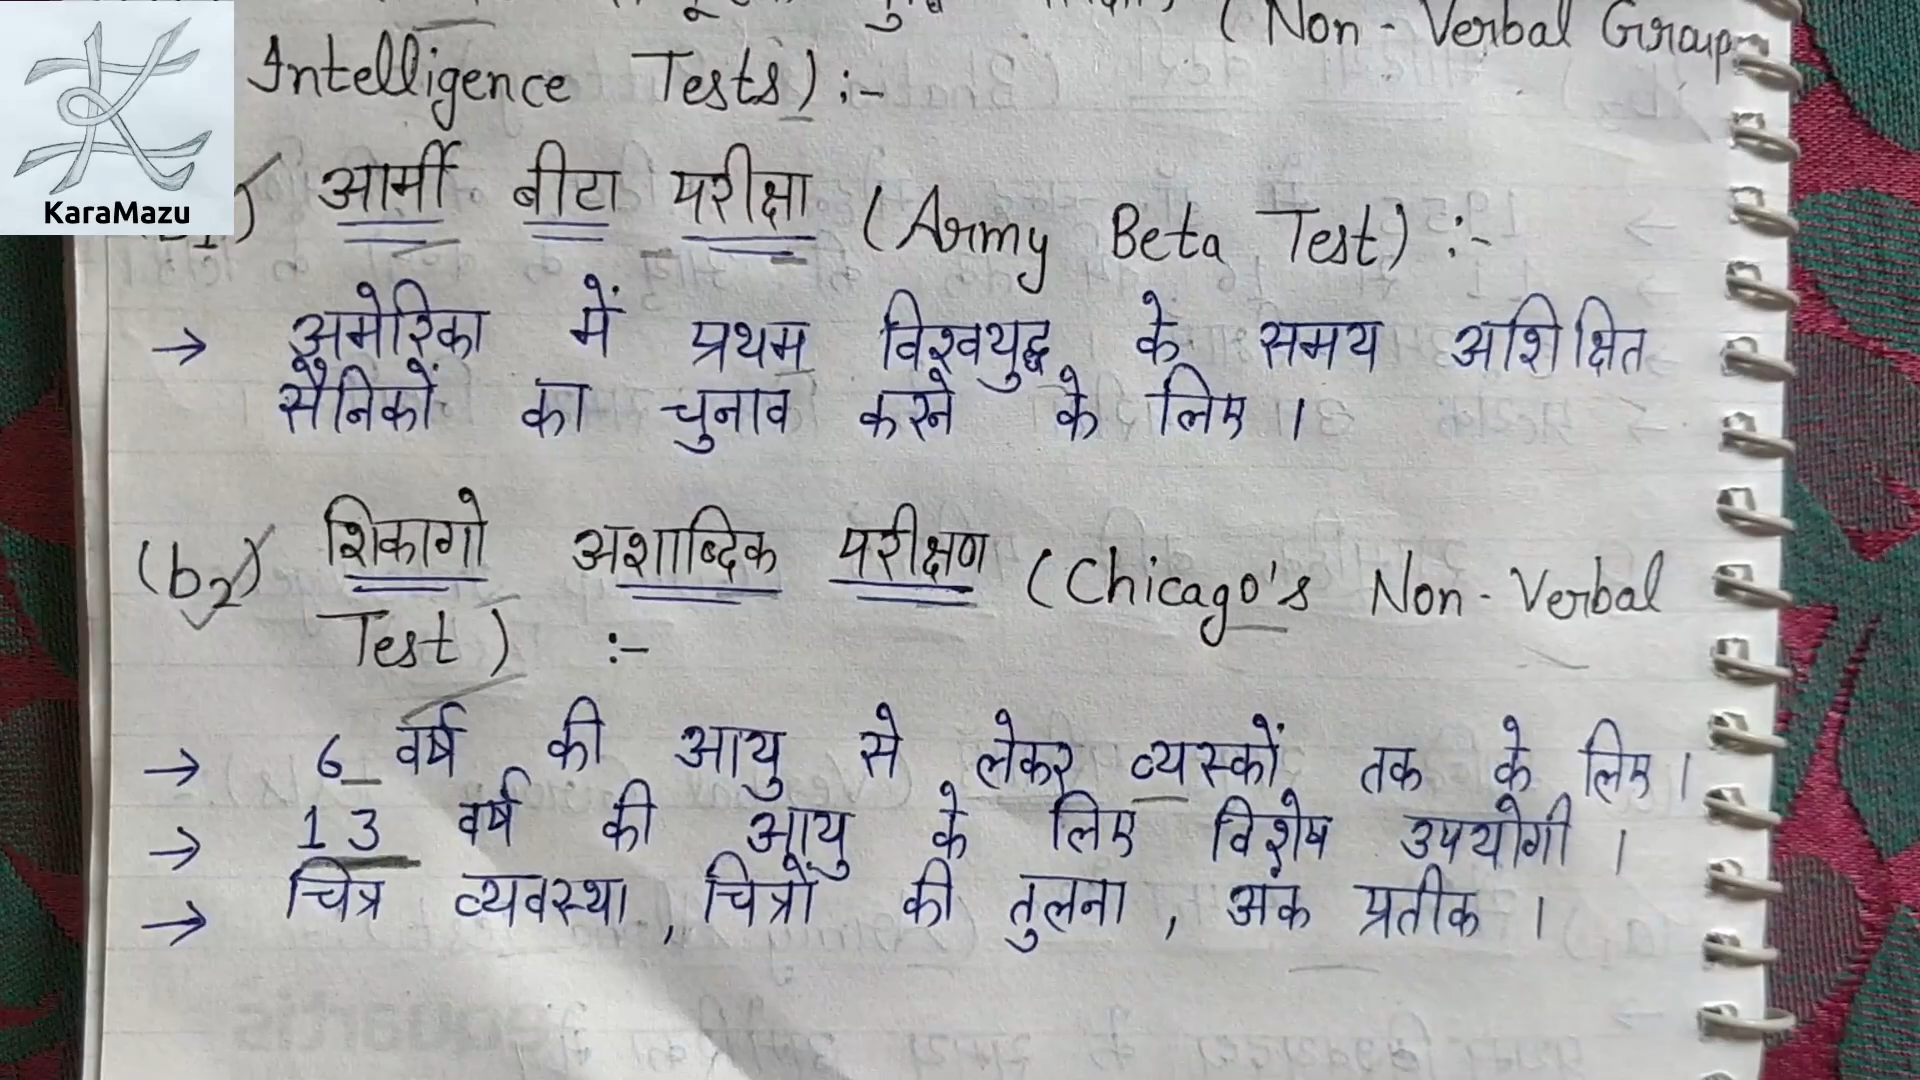 (Non - Verbal Group
Intelligence Tests) :-
आर्मी बीटा परीक्षा (Army Beta Test) :-
→ अमेरिका में प्रथम विश्वयुद्ध के समय अशिक्षित
सैनिकों का चुनाव करने के लिए ।
(b2) शिकागो अशाब्दिक परीक्षण (Chicago's Non - Verbal
Test) :-
→ 6 वर्ष की आयु से लेकर व्यस्कों तक के लिए ।
→ 13 वर्ष की आयु के लिए विशेष उपयोगी ।
→ चित्र व्यवस्था, चित्रों की तुलना, अंक प्रतीक ।
KaraMazu